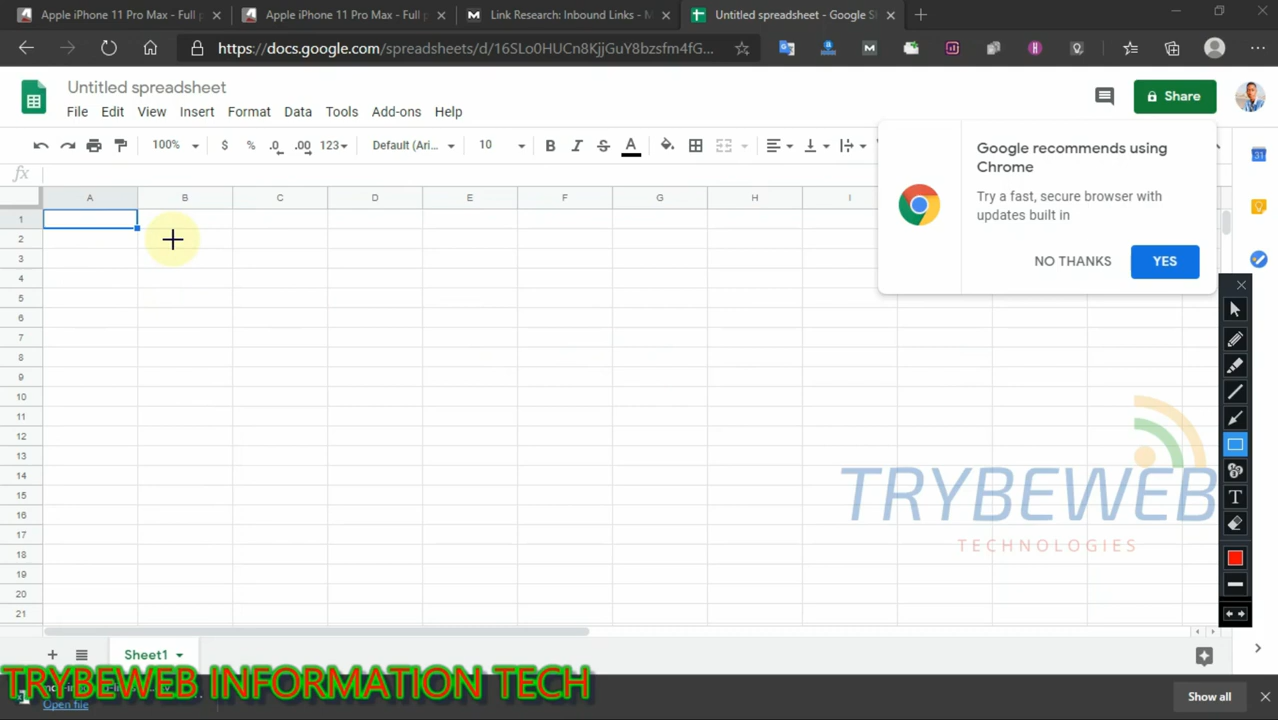 Apple iPhone 11 Pro Max - Full p
Apple iPhone 11 Pro Max - Full p
Link Research: Inbound Links - M
Untitled spreadsheet - Google S
https://docs.google.com/spreadsheets/d/16SLo0HUCn8KjjGuY8bzsfm4fG...
Untitled spreadsheet
File Edit View Insert Format Data Tools Add-ons Help
Share
100% $ % .0 .00 123 Default (Ari... 10 B I S A
fx
Google recommends using
Chrome
Try a fast, secure browser with
updates built in
NO THANKS YES
A B C D E F G H I
1
2
3
4
5
6
7
8
9
10
11
12
13
14
15
16
17
18
19
20
21
31
T
TRYBEWEB
TECHNOLOGIES
Sheet1
TRYBEWEB INFORMATION TECH
Open file
Show all